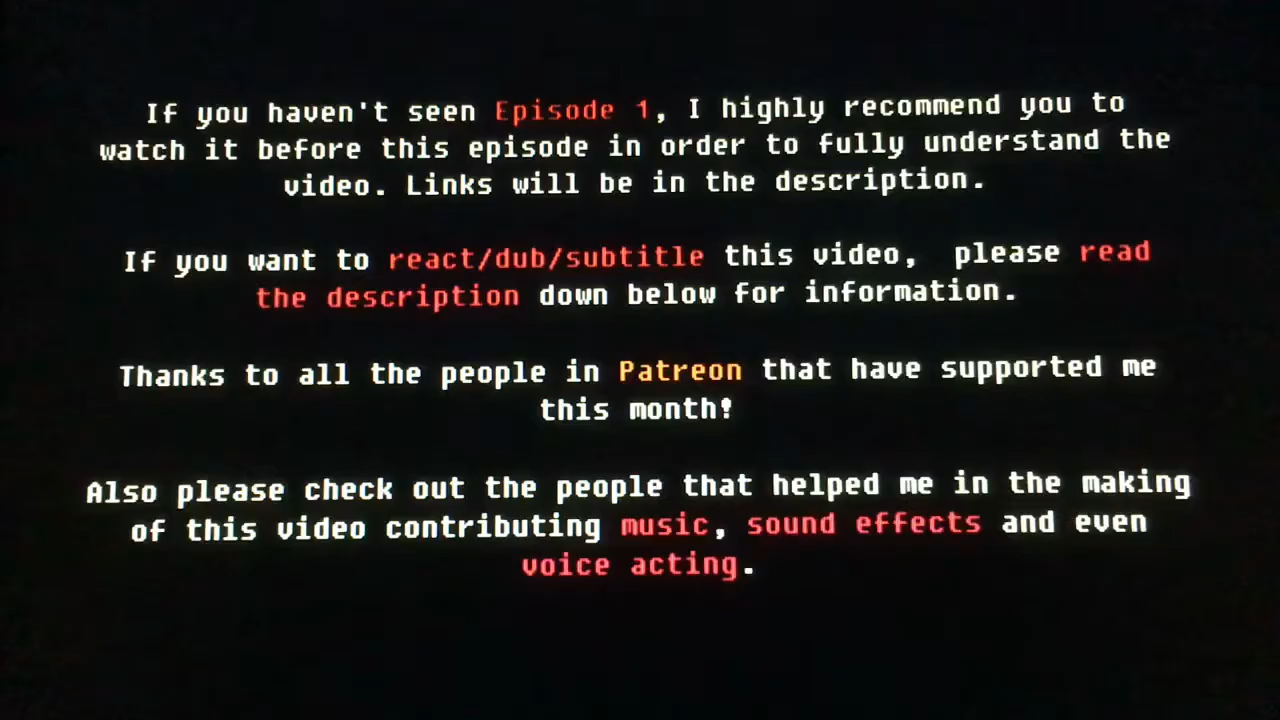 If you haven't seen Episode 1, I highly recommend you to
watch it before this episode in order to fully understand the
video. Links will be in the description.
If you want to react/dub/subtitle this video, please read
the description down below for information.
Thanks to all the people in Patreon that have supported me
this month!
Also please check out the people that helped me in the making
of this video contributing music, sound effects and even
voice acting.